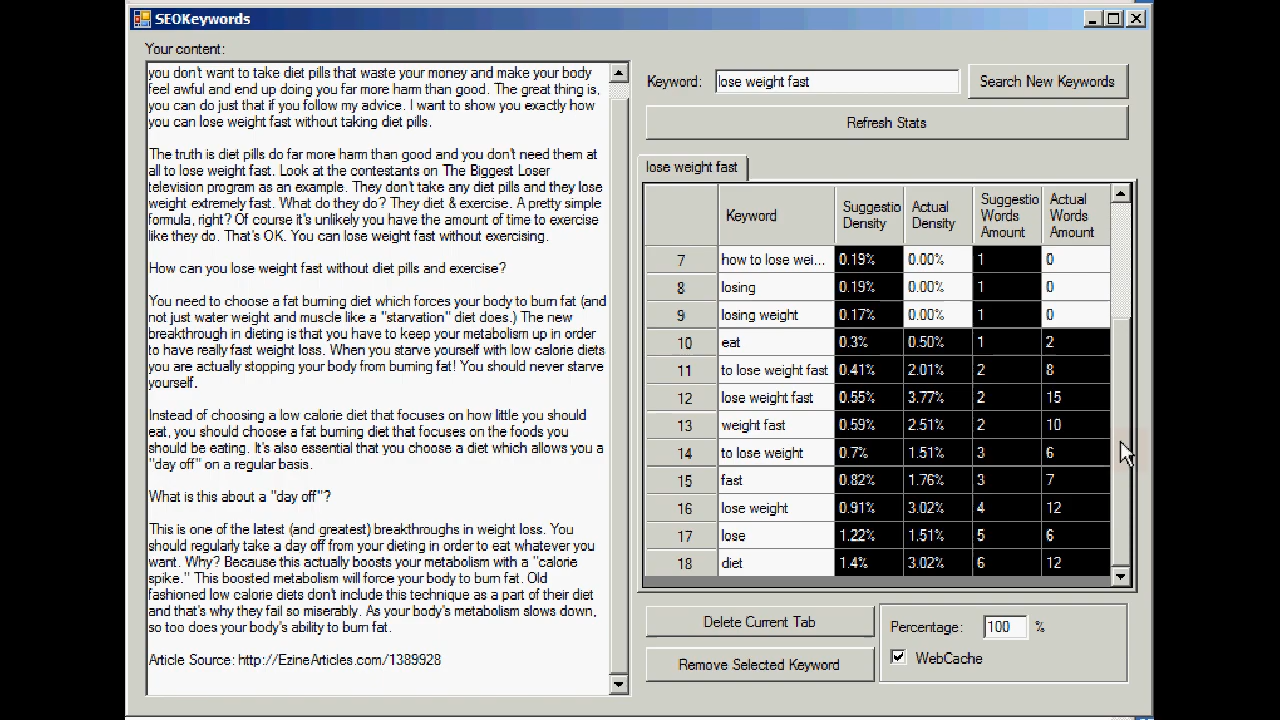 SEOKeywords
Your content:
you don't want to take diet pills that waste your money and make your body
feel awful and end up doing you far more harm than good. The great thing is,
you can do just that if you follow my advice. I want to show you exactly how
you can lose weight fast without taking diet pills.
The truth is diet pills do far more harm than good and you don't need them at
all to lose weight fast. Look at the contestants on The Biggest Loser
television program as an example. They don't take any diet pills and they lose
weight extremely fast. What do they do? They diet & exercise. A pretty simple
formula, right? Of course it's unlikely you have the amount of time to exercise
like they do. That's OK. You can lose weight fast without exercising.
How can you lose weight fast without diet pills and exercise?
You need to choose a fat burning diet which forces your body to burn fat (and
not just water weight and muscle like a "starvation" diet does.) The new
breakthrough in dieting is that you have to keep your metabolism up in order
to have really fast weight loss. When you starve yourself with low calorie diets
you are actually stopping your body from burning fat! You should never starve
yourself.
Instead of choosing a low calorie diet that focuses on how little you should
eat, you should choose a fat burning diet that focuses on the foods you
should be eating. It's also essential that you choose a diet which allows you a
"day off" on a regular basis.
What is this about a "day off"?
This is one of the latest (and greatest) breakthroughs in weight loss. You
should regularly take a day off from your dieting in order to eat whatever you
want. Why? Because this actually boosts your metabolism with a "calorie
spike." This boosted metabolism will force your body to burn fat. Old
fashioned low calorie diets don't include this technique as a part of their diet
and that's why they fail so miserably. As your body's metabolism slows down,
so too does your body's ability to burn fat.
Article Source: http://EzineArticles.com/1389928
Keyword: lose weight fast Search New Keywords
Refresh Stats
lose weight fast
Keyword Suggestio Density Actual Density Suggestio Words Amount Actual Words Amount
7 how to lose wei... 0.19% 0.00% 1 0
8 losing 0.19% 0.00% 1 0
9 losing weight 0.17% 0.00% 1 0
10 eat 0.3% 0.50% 1 2
11 to lose weight fast 0.41% 2.01% 2 8
12 lose weight fast 0.55% 3.77% 2 15
13 weight fast 0.59% 2.51% 2 10
14 to lose weight 0.7% 1.51% 3 6
15 fast 0.82% 1.76% 3 7
16 lose weight 0.91% 3.02% 4 12
17 lose 1.22% 1.51% 5 6
18 diet 1.4% 3.02% 6 12
Delete Current Tab
Remove Selected Keyword
Percentage: 100 %
WebCache